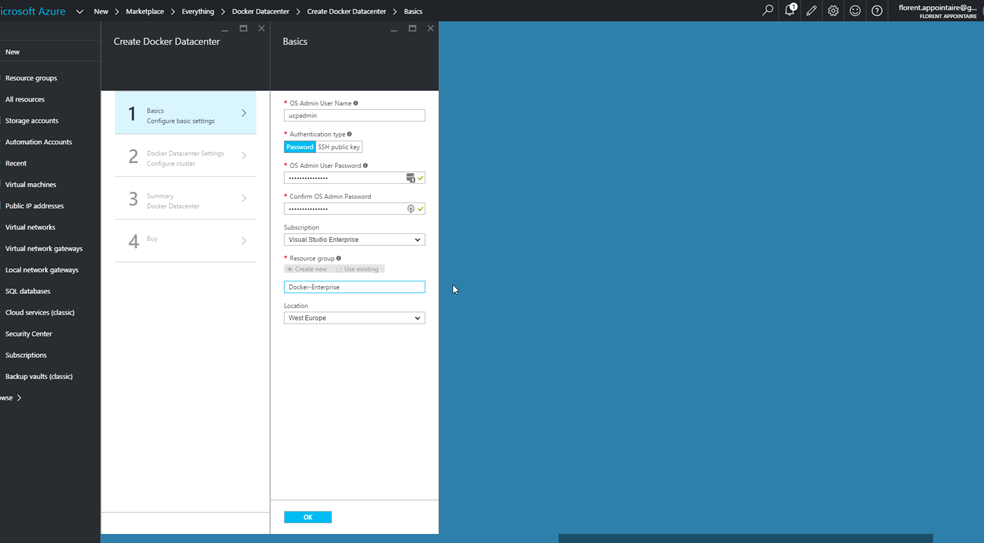 icrosoft Azure
New > Marketplace > Everything > Docker Datacenter > Create Docker Datacenter > Basics
1
florent.appointaire@g...
FLORENT APPOINTAIRE
New
Resource groups
All resources
Storage accounts
Automation Accounts
Recent
Virtual machines
Public IP addresses
Virtual networks
Virtual network gateways
Local network gateways
SQL databases
Cloud services (classic)
Security Center
Subscriptions
Backup vaults (classic)
wse >
Create Docker Datacenter
1 Basics
Configure basic settings
2 Docker Datacenter Settings
Configure cluster
3 Summary
Docker Datacenter
4 Buy
Basics
* OS Admin User Name
ucpadmin
* Authentication type
Password SSH public key
* OS Admin User Password
•••••••••••••••
* Confirm OS Admin Password
•••••••••••••••
Subscription
Visual Studio Enterprise
* Resource group
Create new Use existing
Docker-Enterprise
Location
West Europe
OK